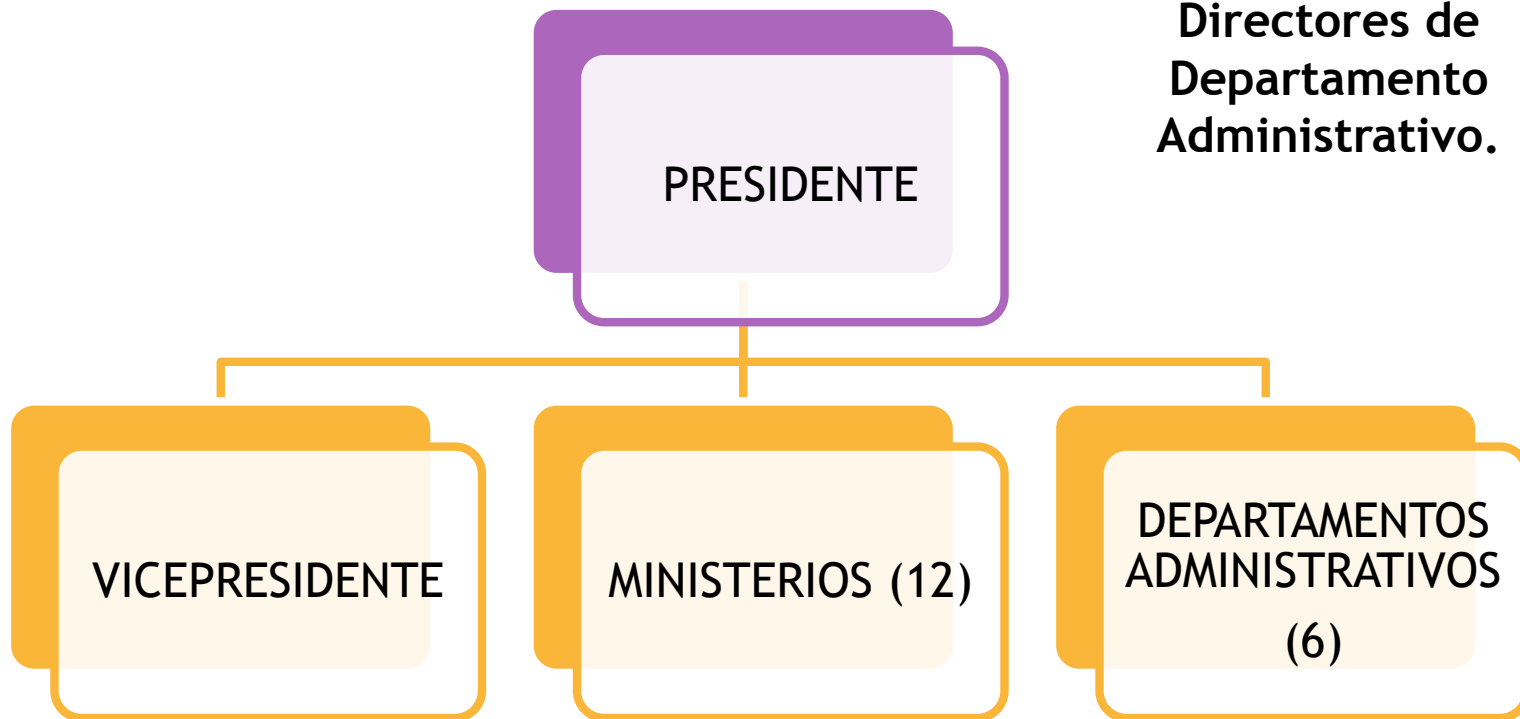 Directores de
Departamento
Administrativo.
PRESIDENTE
VICEPRESIDENTE
MINISTERIOS (12)
DEPARTAMENTOS
ADMINISTRATIVOS
(6)